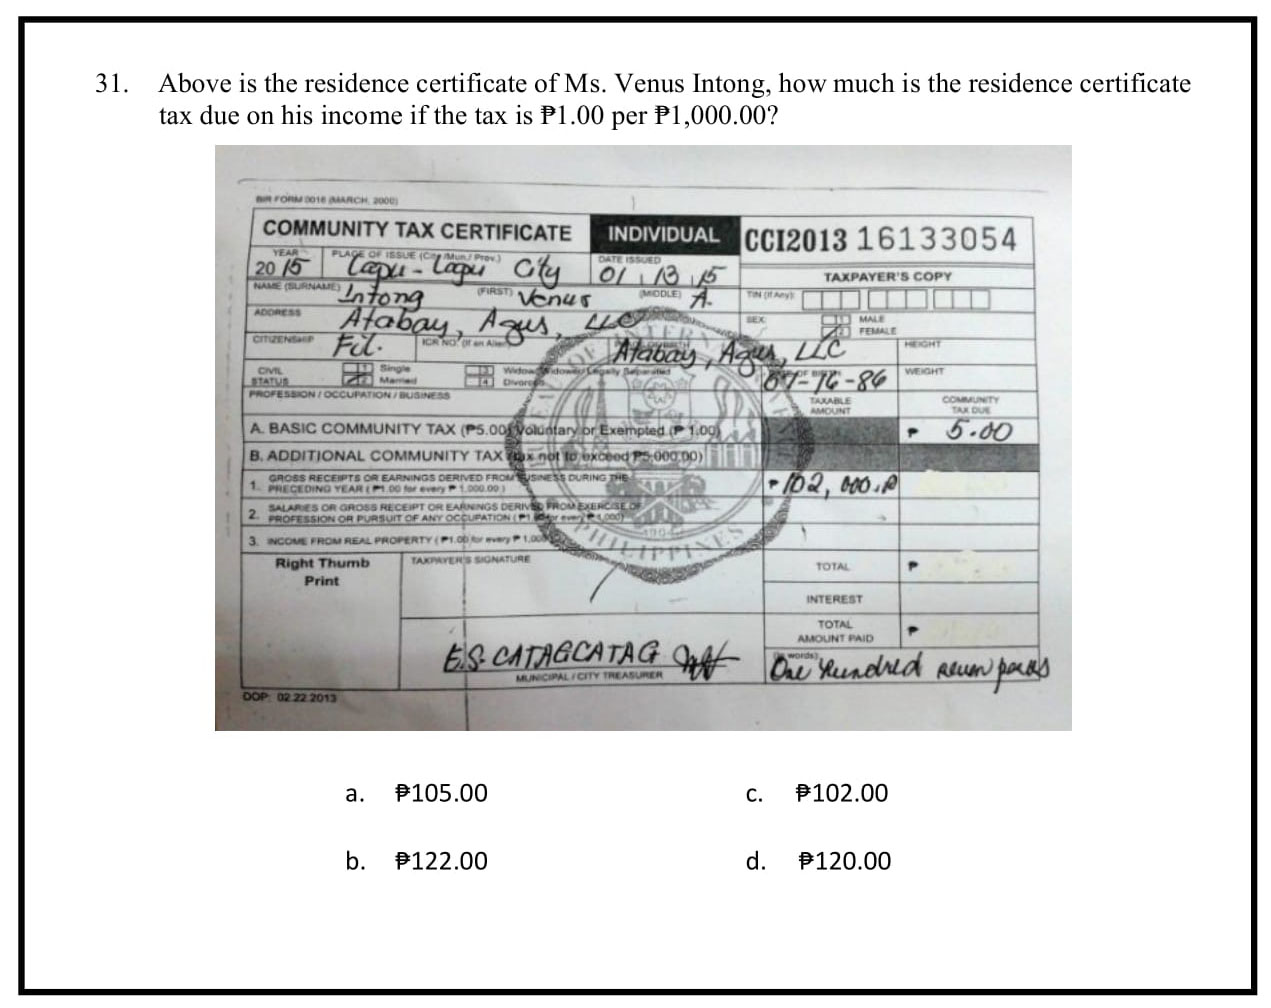 31. Above is the residence certificate of Ms. Venus Intong, how much is the residence certificate
tax due on his income if the tax is ₱1.00 per ₱1,000.00?
BIR FORM 0016 (MARCH, 2000)
COMMUNITY TAX CERTIFICATE INDIVIDUAL CCI2013 16133054
YEAR PLACE OF ISSUE (City /Mun./ Prov.) DATE ISSUED
2015 Lapu-Lapu City 01 13 15 TAXPAYER'S COPY
NAME (SURNAME) Intong (FIRST) Venus (MIDDLE) A. TIN (If Any)
ADDRESS Atabay, Agus, LLC SEX 1 MALE
2 FEMALE
CITIZENSHIP Fil. ICR NO. (If an Alien) Atabay, Agus, LLC HEIGHT
CIVIL STATUS 1 Single 3 Widow/Widower/Legally Separated 07-16-86 WEIGHT
2 Married 4 Divorced
PROFESSION / OCCUPATION / BUSINESS TAXABLE AMOUNT COMMUNITY TAX DUE
A. BASIC COMMUNITY TAX (₱5.00) Voluntary or Exempted (₱1.00) ₱ 5.00
B. ADDITIONAL COMMUNITY TAX (tax not to exceed ₱5,000.00)
1. GROSS RECEIPTS OR EARNINGS DERIVED FROM BUSINESS DURING THE
PRECEDING YEAR (₱1.00 for every ₱1,000.00) ₱102,000.00
2. SALARIES OR GROSS RECEIPT OR EARNINGS DERIVED FROM EXERCISE OF
PROFESSION OR PURSUIT OF ANY OCCUPATION (₱1.00 for every ₱1,000)
3. INCOME FROM REAL PROPERTY (₱1.00 for every ₱1,000)
Right Thumb TAXPAYER'S SIGNATURE TOTAL ₱
Print
INTEREST
TOTAL
AMOUNT PAID ₱
E.S. CATAGCATAG (in words)
MUNICIPAL / CITY TREASURER One hundred seven pesos
DOP: 02.22.2013
a. ₱105.00 c. ₱102.00
b. ₱122.00 d. ₱120.00